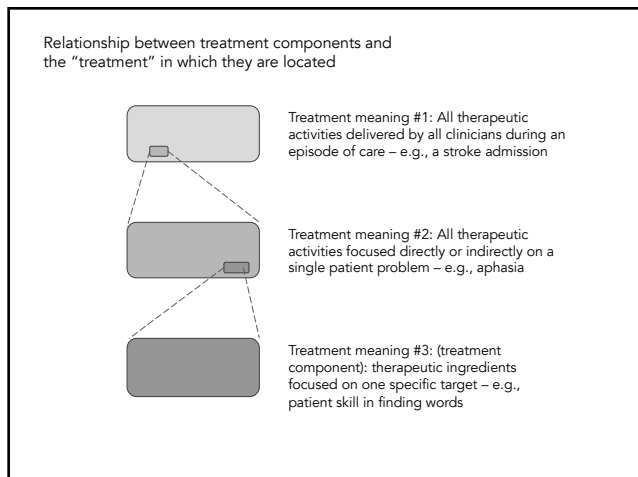 Relationship between treatment components and
the “treatment” in which they are located
Treatment meaning #1: All therapeutic
activities delivered by all clinicians during an
episode of care – e.g., a stroke admission
Treatment meaning #2: All therapeutic
activities focused directly or indirectly on a
single patient problem – e.g., aphasia
Treatment meaning #3: (treatment
component): therapeutic ingredients
focused on one specific target – e.g.,
patient skill in finding words